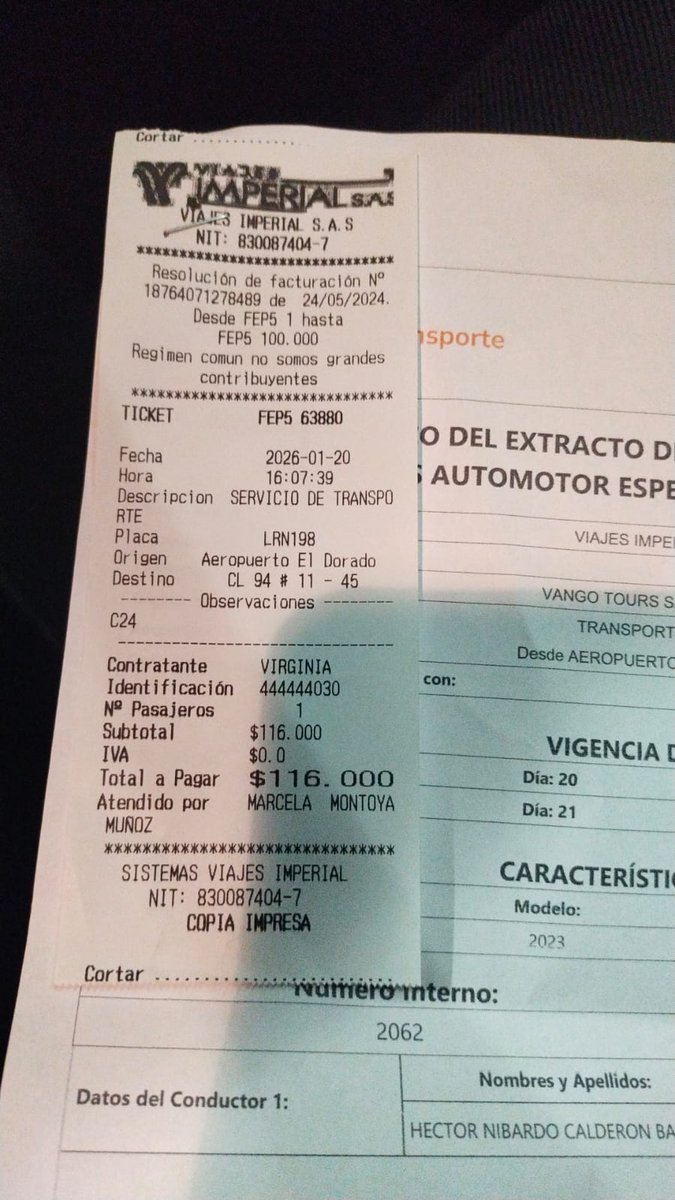 Cortar ..............
VIAJES
IMPERIAL S.A.S
VIAJES IMPERIAL S.A.S
NIT: 830087404-7
********************************
Resolución de facturación Nº
18764071278489 de 24/05/2024.
Desde FEP5 1 hasta
FEP5 100.000
Regimen comun no somos grandes
contribuyentes
********************************
TICKET FEP5 63880
Fecha 2026-01-20
Hora 16:07:39
Descripcion SERVICIO DE TRANSPO
RTE
Placa LRN198
Origen Aeropuerto El Dorado
Destino CL 94 # 11 - 45
-------- Observaciones --------
C24
--------------------------------
Contratante VIRGINIA
Identificación 444444030
Nº Pasajeros 1
Subtotal $116.000
IVA $0.0
Total a Pagar $116.000
Atendido por MARCELA MONTOYA
MUÑOZ
********************************
SISTEMAS VIAJES IMPERIAL
NIT: 830087404-7
COPIA IMPRESA
Cortar ..............................
nsporte
O DEL EXTRACTO DE
S AUTOMOTOR ESPE
VIAJES IMPE
VANGO TOURS S
TRANSPORT
Desde AEROPUERTO
con:
VIGENCIA D
Día: 20
Día: 21
CARACTERÍSTI
Modelo:
2023
Número Interno:
2062
Datos del Conductor 1:
Nombres y Apellidos:
HECTOR NIBARDO CALDERON BA